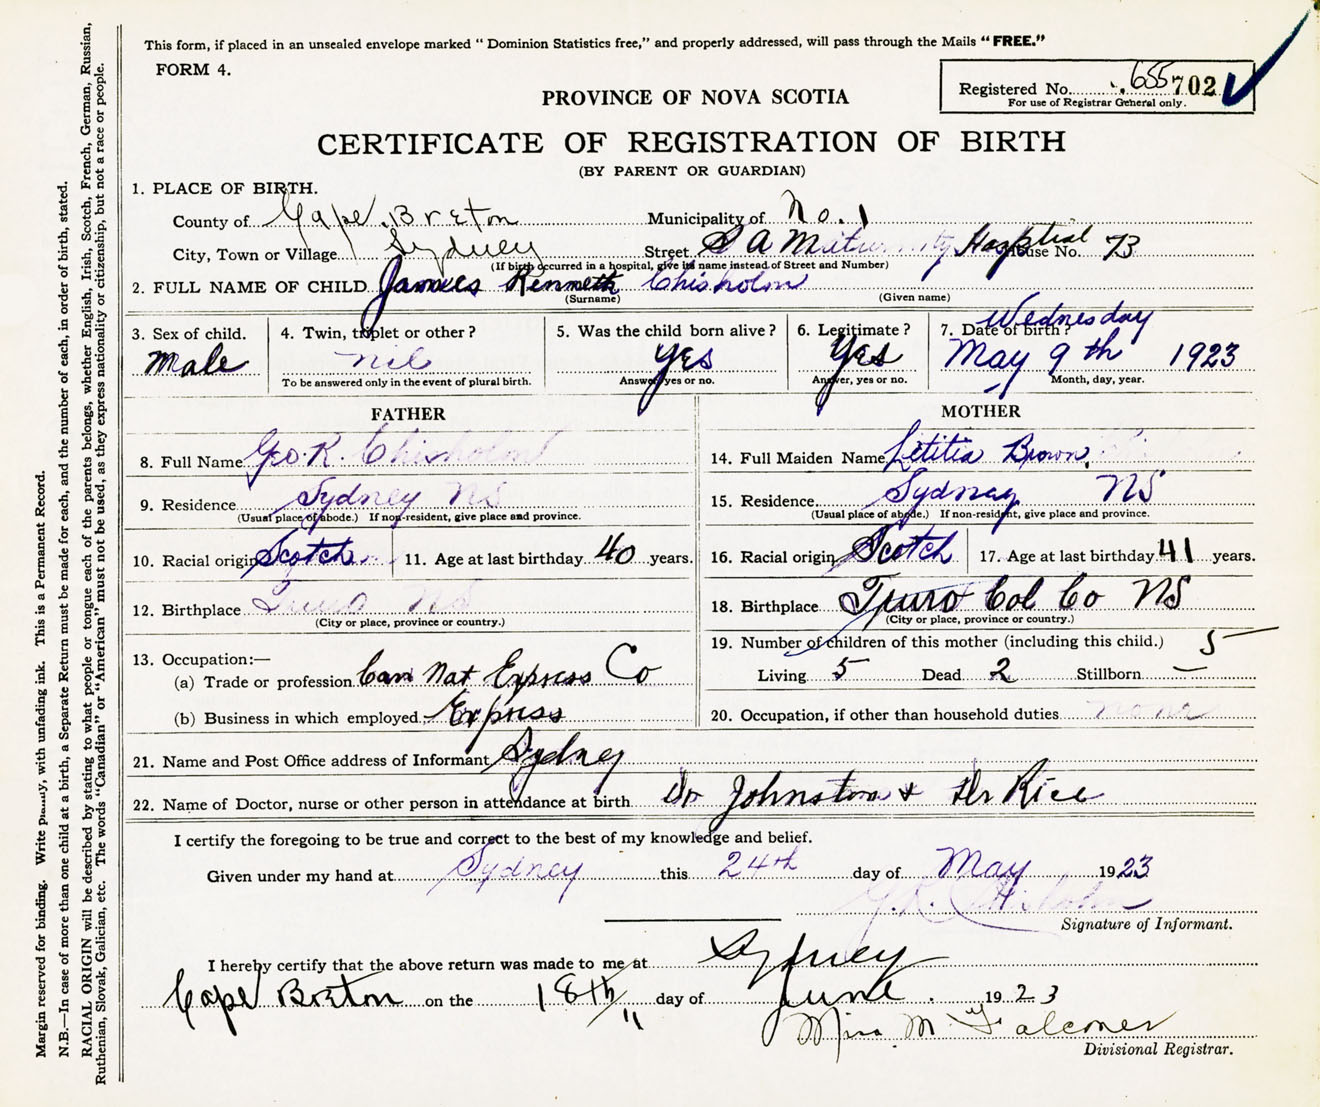 This form, if placed in an unsealed envelope marked “ Dominion Statistics free,” and properly addressed, will pass through the Mails “ FREE.”
FORM 4.
Registered No. 655 702
For use of Registrar General only.
PROVINCE OF NOVA SCOTIA
CERTIFICATE OF REGISTRATION OF BIRTH
(BY PARENT OR GUARDIAN)
1. PLACE OF BIRTH.
County of Cape Breton Municipality of No. 1
City, Town or Village Sydney Street S A Maternity Hosptial House No. 73
(If birth occurred in a hospital, give its name instead of Street and Number)
2. FULL NAME OF CHILD James Kenneth Chisholm
(Surname) (Given name)
3. Sex of child. 4. Twin, triplet or other ? 5. Was the child born alive ? 6. Legitimate ? 7. Date of birth ? Wednesday
Male nil Yes Yes May 9th 1923
To be answered only in the event of plural birth. Answer, yes or no. Answer, yes or no. Month, day, year.
FATHER
8. Full Name Geo. K. Chisholm
9. Residence Sydney NS
(Usual place of abode.) If non-resident, give place and province.
10. Racial origin Scotch 11. Age at last birthday 40 years.
12. Birthplace Truro NS
(City or place, province or country.)
13. Occupation:—
(a) Trade or profession Can Nat Express Co
(b) Business in which employed Express
MOTHER
14. Full Maiden Name Letitia Brown
15. Residence Sydney NS
(Usual place of abode.) If non-resident, give place and province.
16. Racial origin Scotch 17. Age at last birthday 41 years.
18. Birthplace Truro Col Co NS
(City or place, province or country.)
19. Number of children of this mother (including this child.) 5
Living 5 Dead 2 Stillborn —
20. Occupation, if other than household duties none
21. Name and Post Office address of Informant Sydney
22. Name of Doctor, nurse or other person in attendance at birth Dr Johnston + Dr Rice
I certify the foregoing to be true and correct to the best of my knowledge and belief.
Given under my hand at Sydney this 24th day of May 1923
G.K. Chisholm
Signature of Informant.
I hereby certify that the above return was made to me at Sydney
Cape Breton on the 18th day of June 1923
Miss M Falconer
Divisional Registrar.
Margin reserved for binding. Write plainly, with unfading ink. This is a Permanent Record.
N.B.—In case of more than one child at a birth, a Separate Return must be made for each, and the number of each, in order of birth, stated.
RACIAL ORIGIN will be described by stating to what people or tongue each of the parents belongs, whether English, Irish, Scotch, French, German, Russian,
Ruthenian, Slovak, Galician, etc. The words “Canadian” or “American” must not be used, as they express nationality or citizenship, but not a race or people.